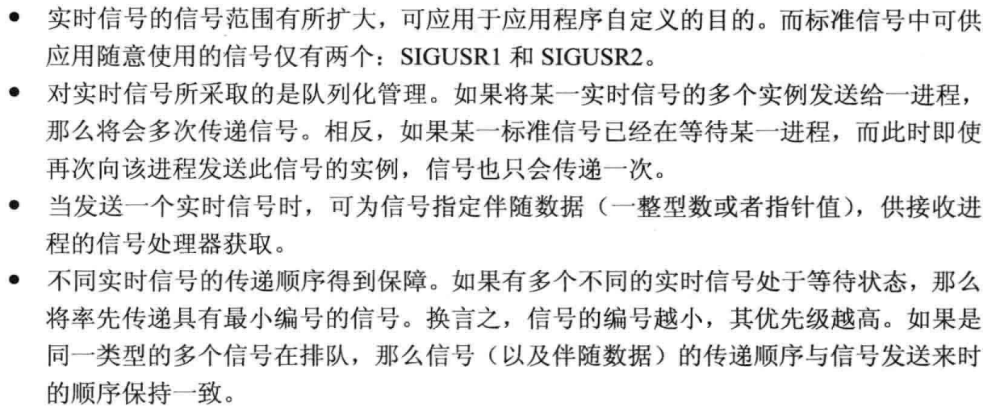 ● 实时信号的信号范围有所扩大，可应用于应用程序自定义的目的。而标准信号中可供
应用随意使用的信号仅有两个：SIGUSR1 和 SIGUSR2。
● 对实时信号所采取的是队列化管理。如果将某一实时信号的多个实例发送给一进程，
那么将会多次传递信号。相反，如果某一标准信号已经在等待某一进程，而此时即使
再次向该进程发送此信号的实例，信号也只会传递一次。
● 当发送一个实时信号时，可为信号指定伴随数据（一整型数或者指针值），供接收进
程的信号处理器获取。
● 不同实时信号的传递顺序得到保障。如果有多个不同的实时信号处于等待状态，那么
将率先传递具有最小编号的信号。换言之，信号的编号越小，其优先级越高。如果是
同一类型的多个信号在排队，那么信号（以及伴随数据）的传递顺序与信号发送来时
的顺序保持一致。